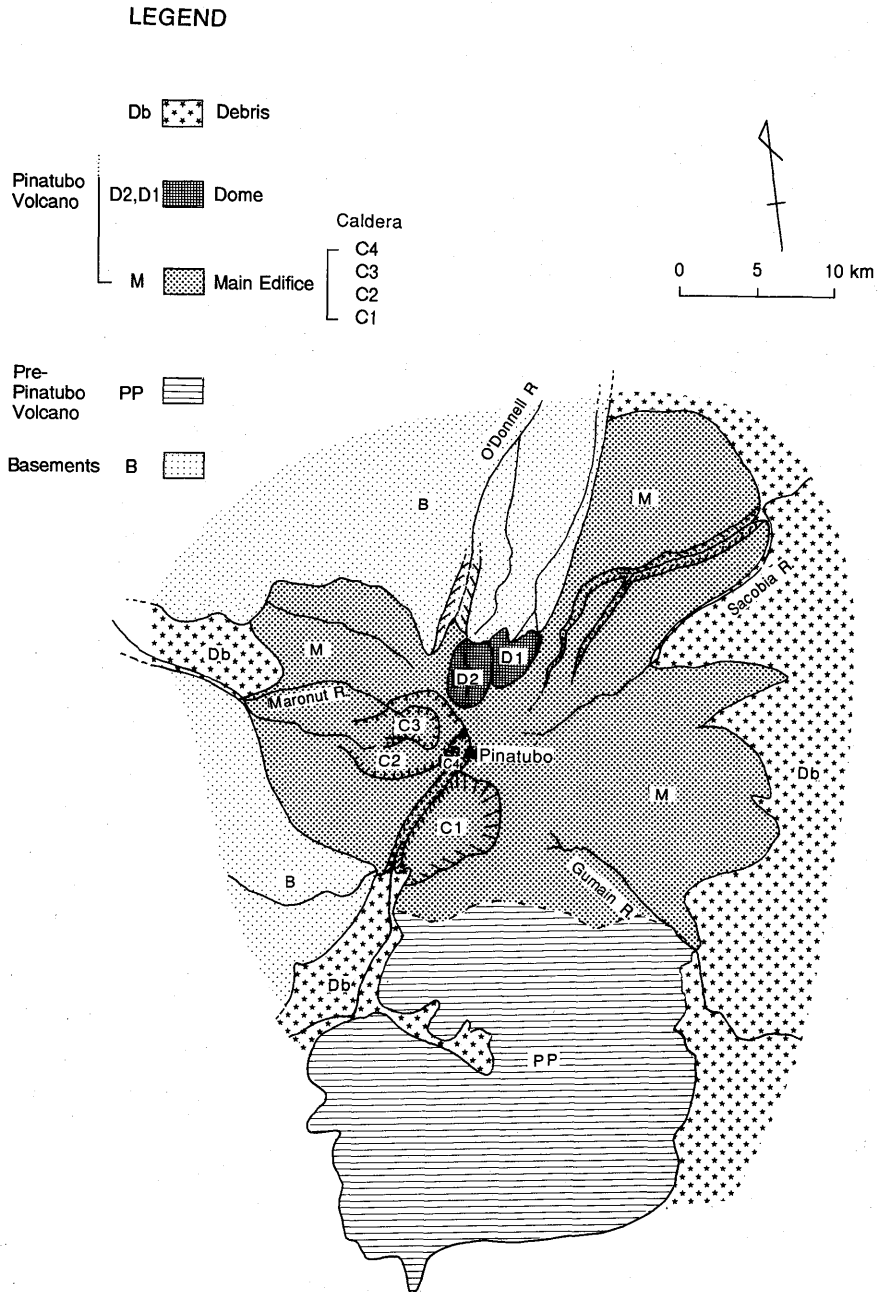 LEGEND
Db Debris
Pinatubo
Volcano
D2,D1 Dome
Caldera
C4
C3
C2
C1
M Main Edifice
0 5 10 km
Pre-
Pinatubo
Volcano
PP
Basements B
O'Donnell R
B
M
Sacobia R.
Db
M
D1
D2
Maronut R.
C3
C2
C4
Pinatubo
Db
M
C1
B
Gumain R.
Db
PP